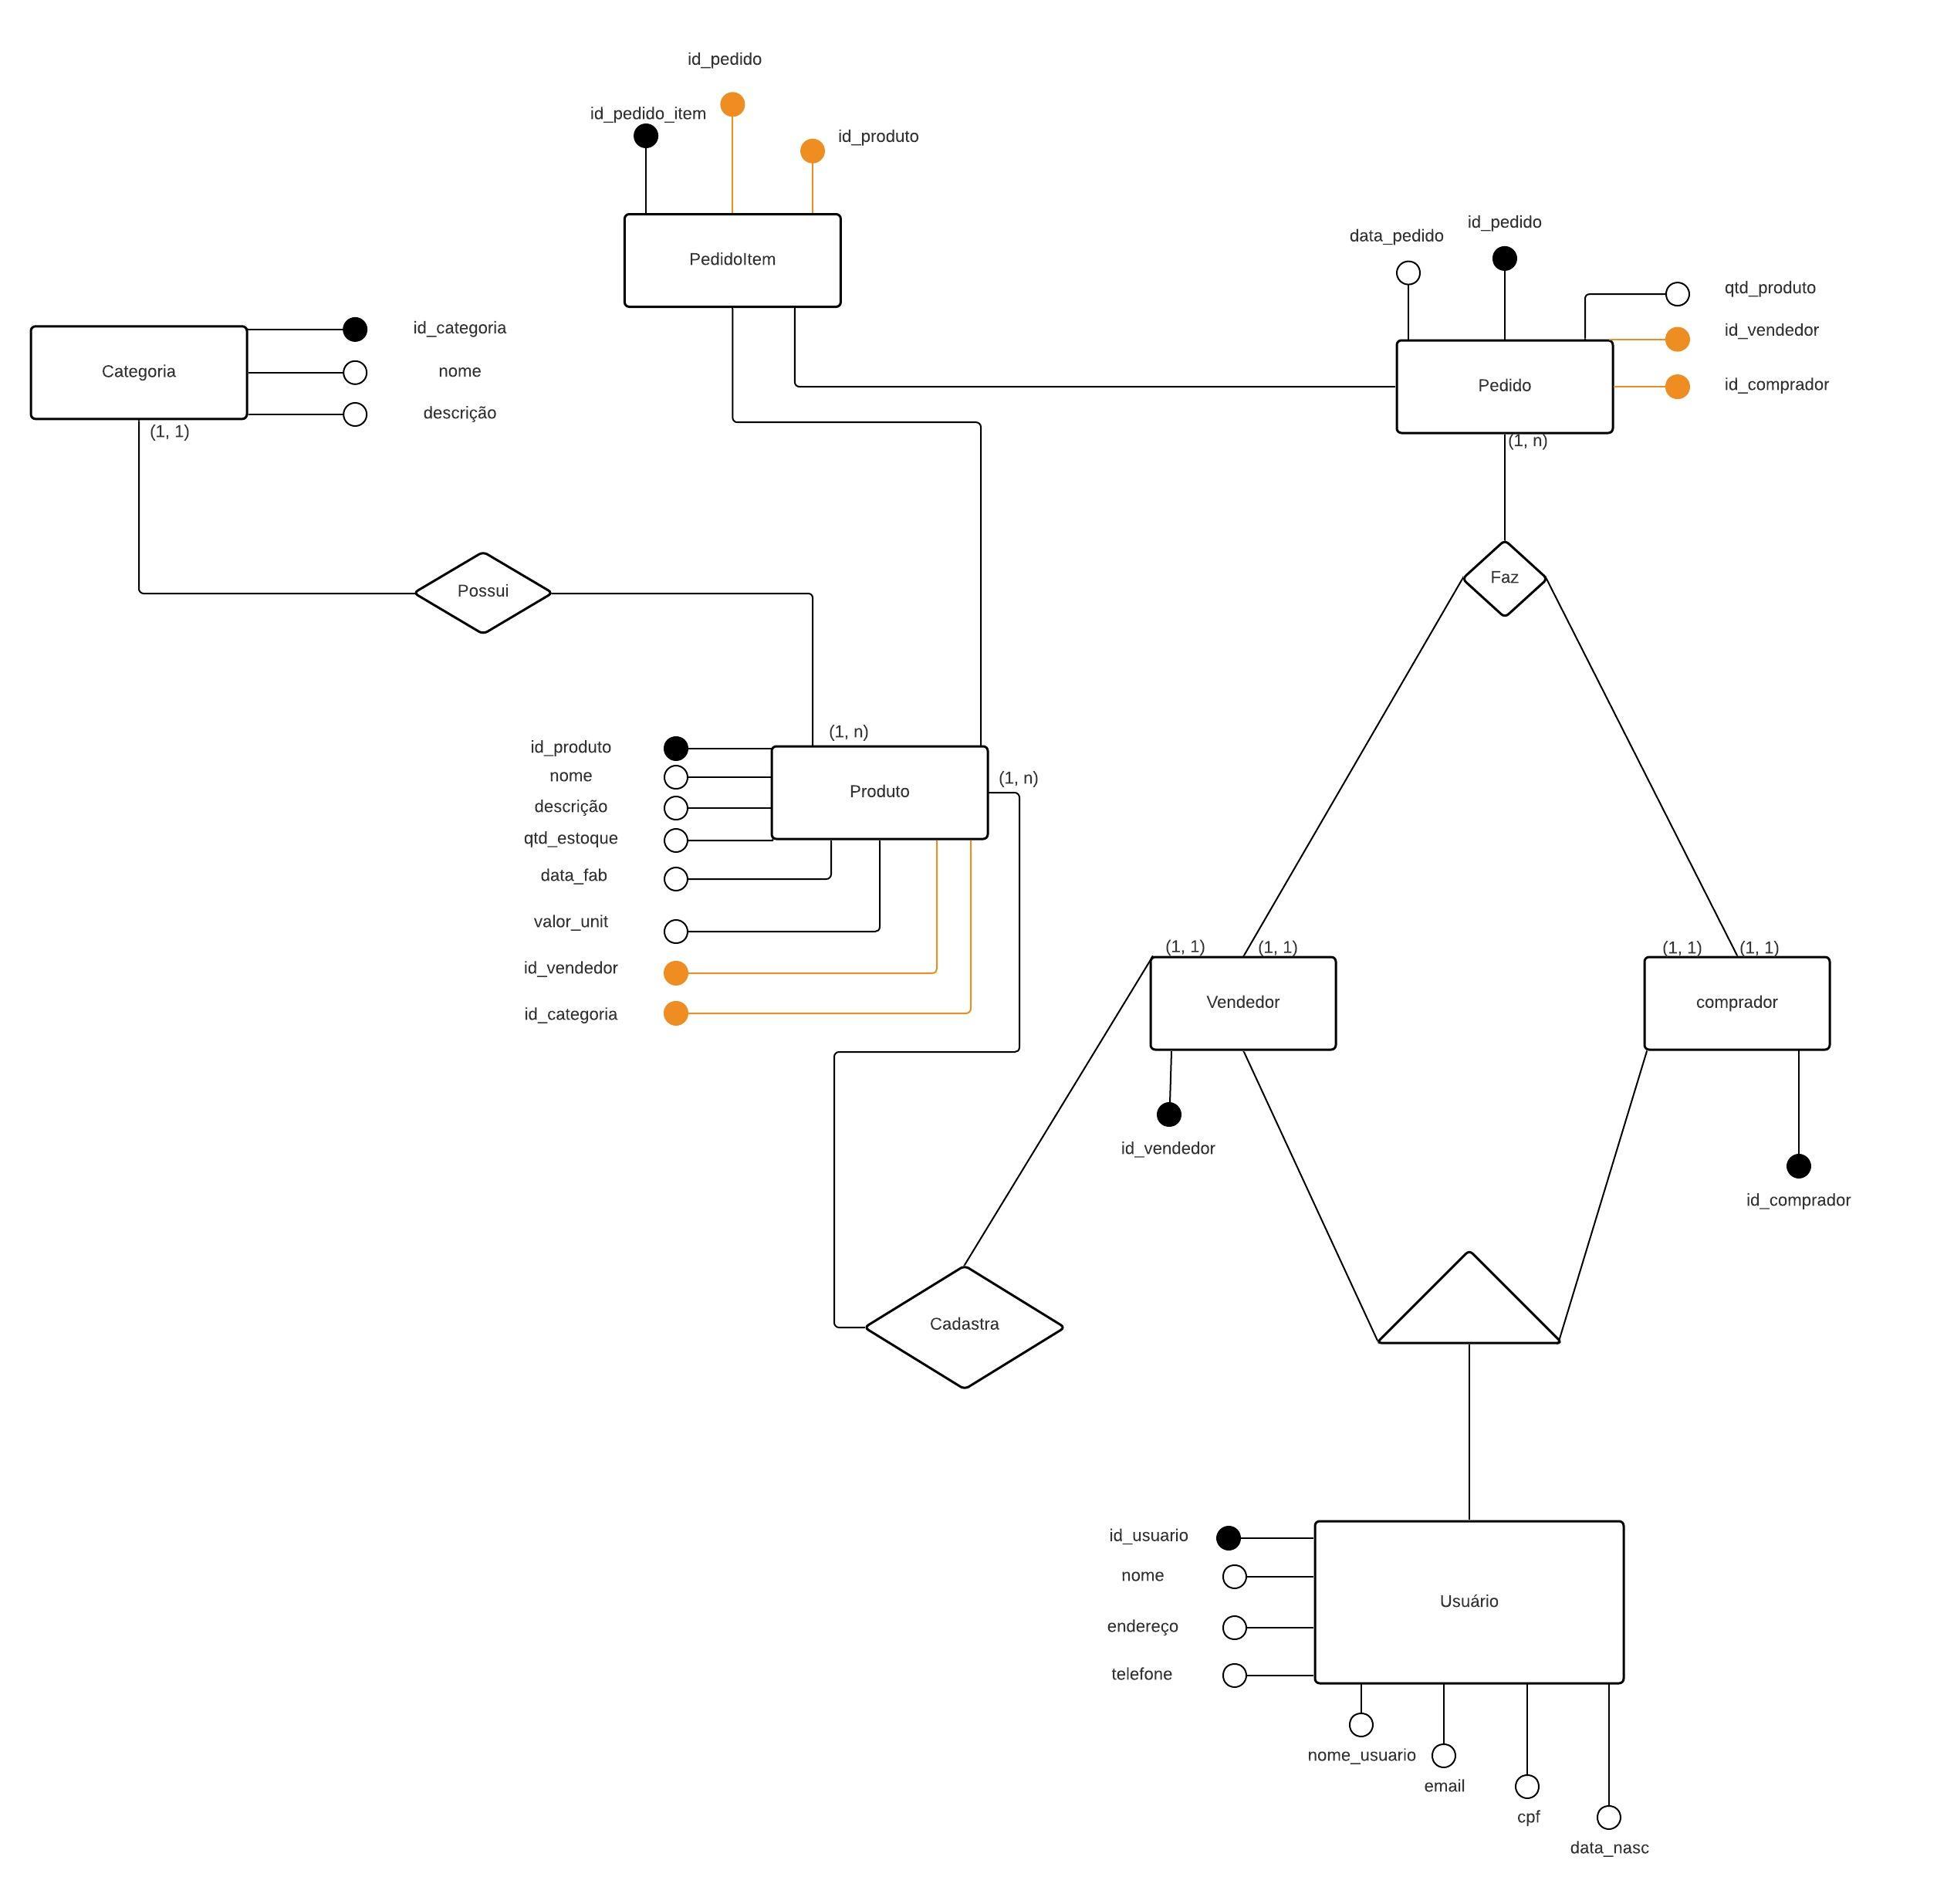 id_pedido
id_pedido_item
id_produto
PedidoItem
data_pedido
id_pedido
qtd_produto
id_vendedor
id_comprador
Pedido
(1, n)
Categoria
id_categoria
nome
descrição
(1, 1)
Possui
Faz
(1, n)
id_produto
nome
descrição
qtd_estoque
data_fab
valor_unit
id_vendedor
id_categoria
Produto
(1, n)
(1, 1)
(1, 1)
Vendedor
id_vendedor
(1, 1)
(1, 1)
comprador
id_comprador
Cadastra
id_usuario
nome
endereço
telefone
Usuário
nome_usuario
email
cpf
data_nasc